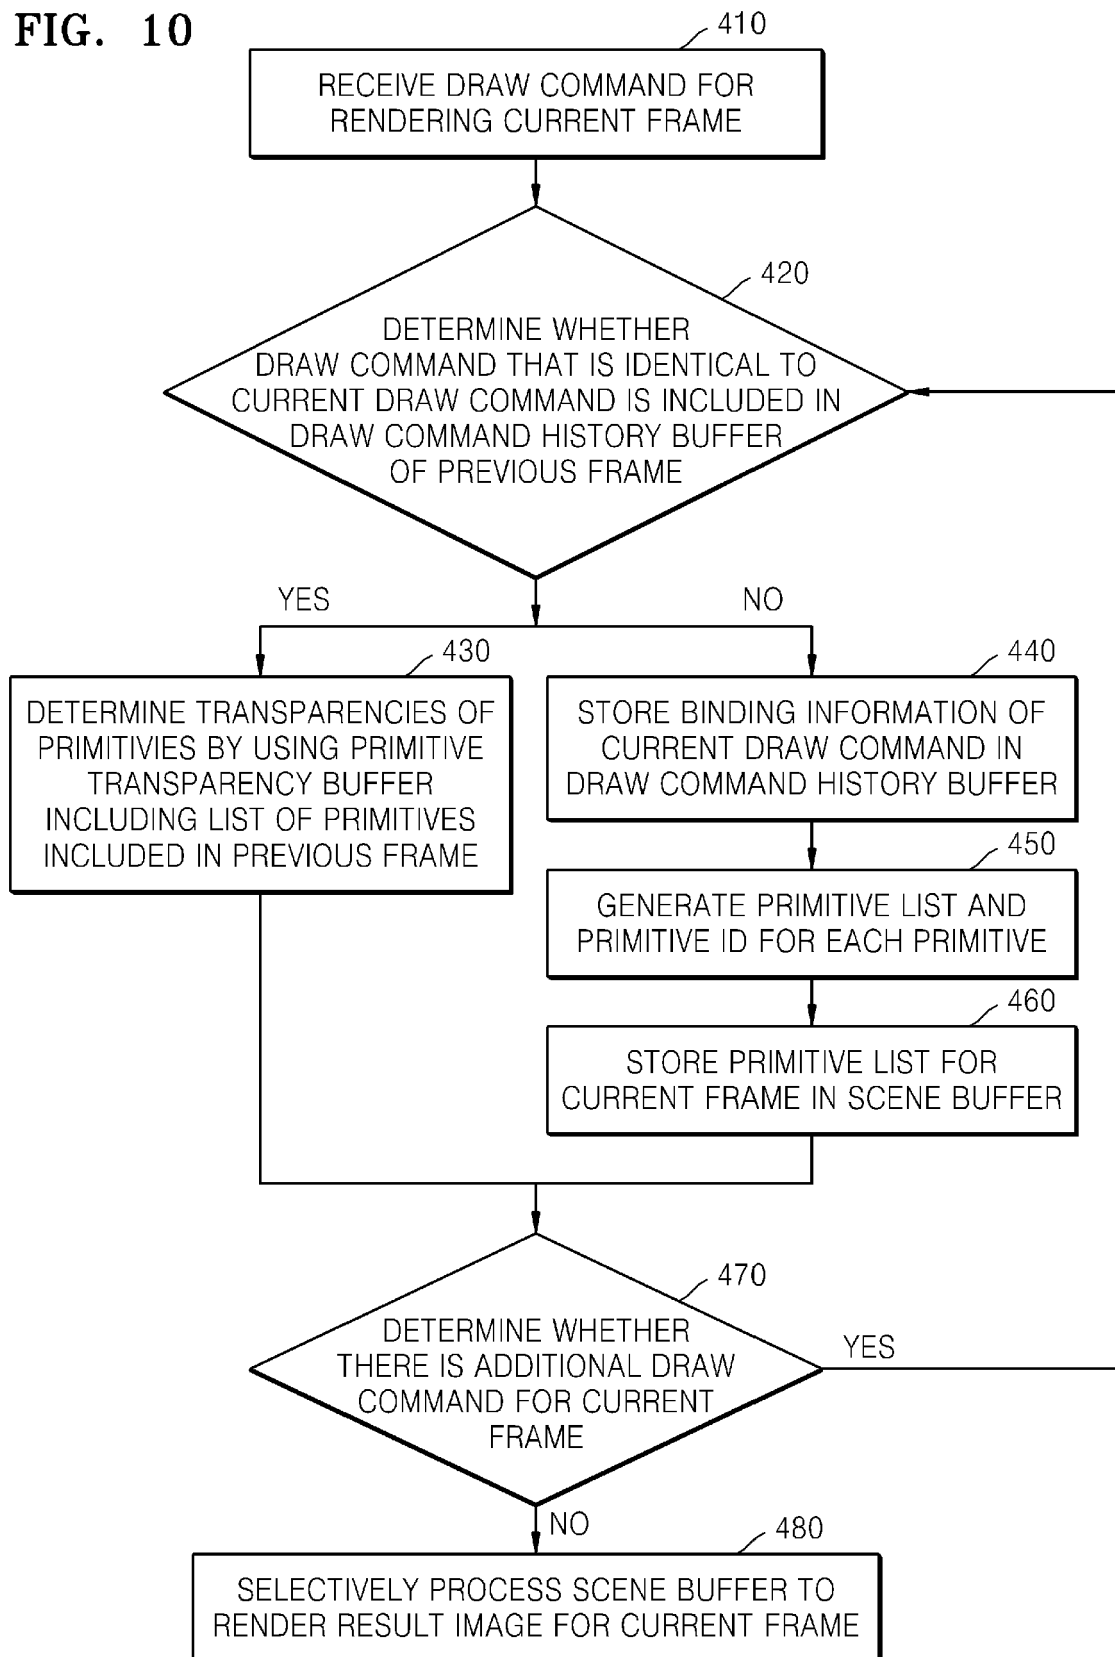 FIG. 10
410
RECEIVE DRAW COMMAND FOR
RENDERING CURRENT FRAME
420
DETERMINE WHETHER
DRAW COMMAND THAT IS IDENTICAL TO
CURRENT DRAW COMMAND IS INCLUDED IN
DRAW COMMAND HISTORY BUFFER
OF PREVIOUS FRAME
YES
NO
430
DETERMINE TRANSPARENCIES OF
PRIMITIVIES BY USING PRIMITIVE
TRANSPARENCY BUFFER
INCLUDING LIST OF PRIMITIVES
INCLUDED IN PREVIOUS FRAME
440
STORE BINDING INFORMATION OF
CURRENT DRAW COMMAND IN
DRAW COMMAND HISTORY BUFFER
450
GENERATE PRIMITIVE LIST AND
PRIMITIVE ID FOR EACH PRIMITIVE
460
STORE PRIMITIVE LIST FOR
CURRENT FRAME IN SCENE BUFFER
470
DETERMINE WHETHER
THERE IS ADDITIONAL DRAW
COMMAND FOR CURRENT
FRAME
YES
NO
480
SELECTIVELY PROCESS SCENE BUFFER TO
RENDER RESULT IMAGE FOR CURRENT FRAME